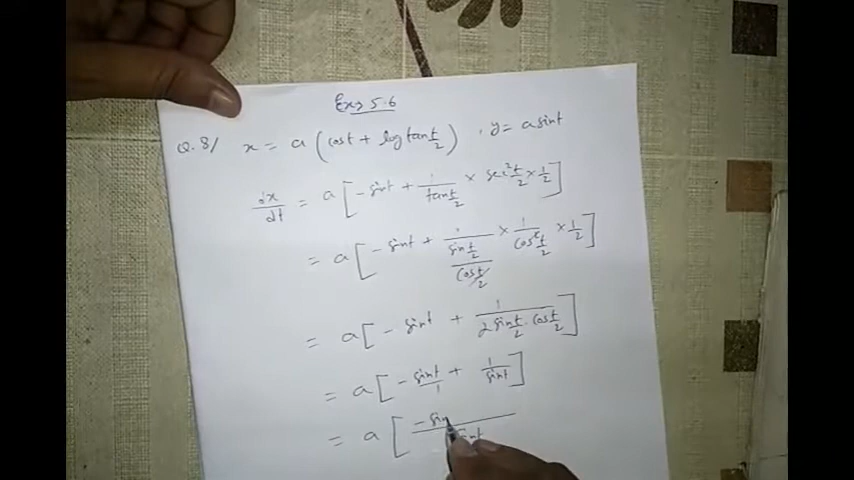 Ex> 5.6
Q.8/ x = a (cost + log tan t/2) , y = a sint
dx/dt = a [ - sint + 1/tan t/2 × sec² t/2 × 1/2 ]
= a [ - sint + 1/(sin t/2 / cos t/2) × 1/cos² t/2 × 1/2 ]
= a [ - sint + 1/(2 sin t/2 . cos t/2) ]
= a [ - sint/1 + 1/sint ]
= a [ - sin / sint